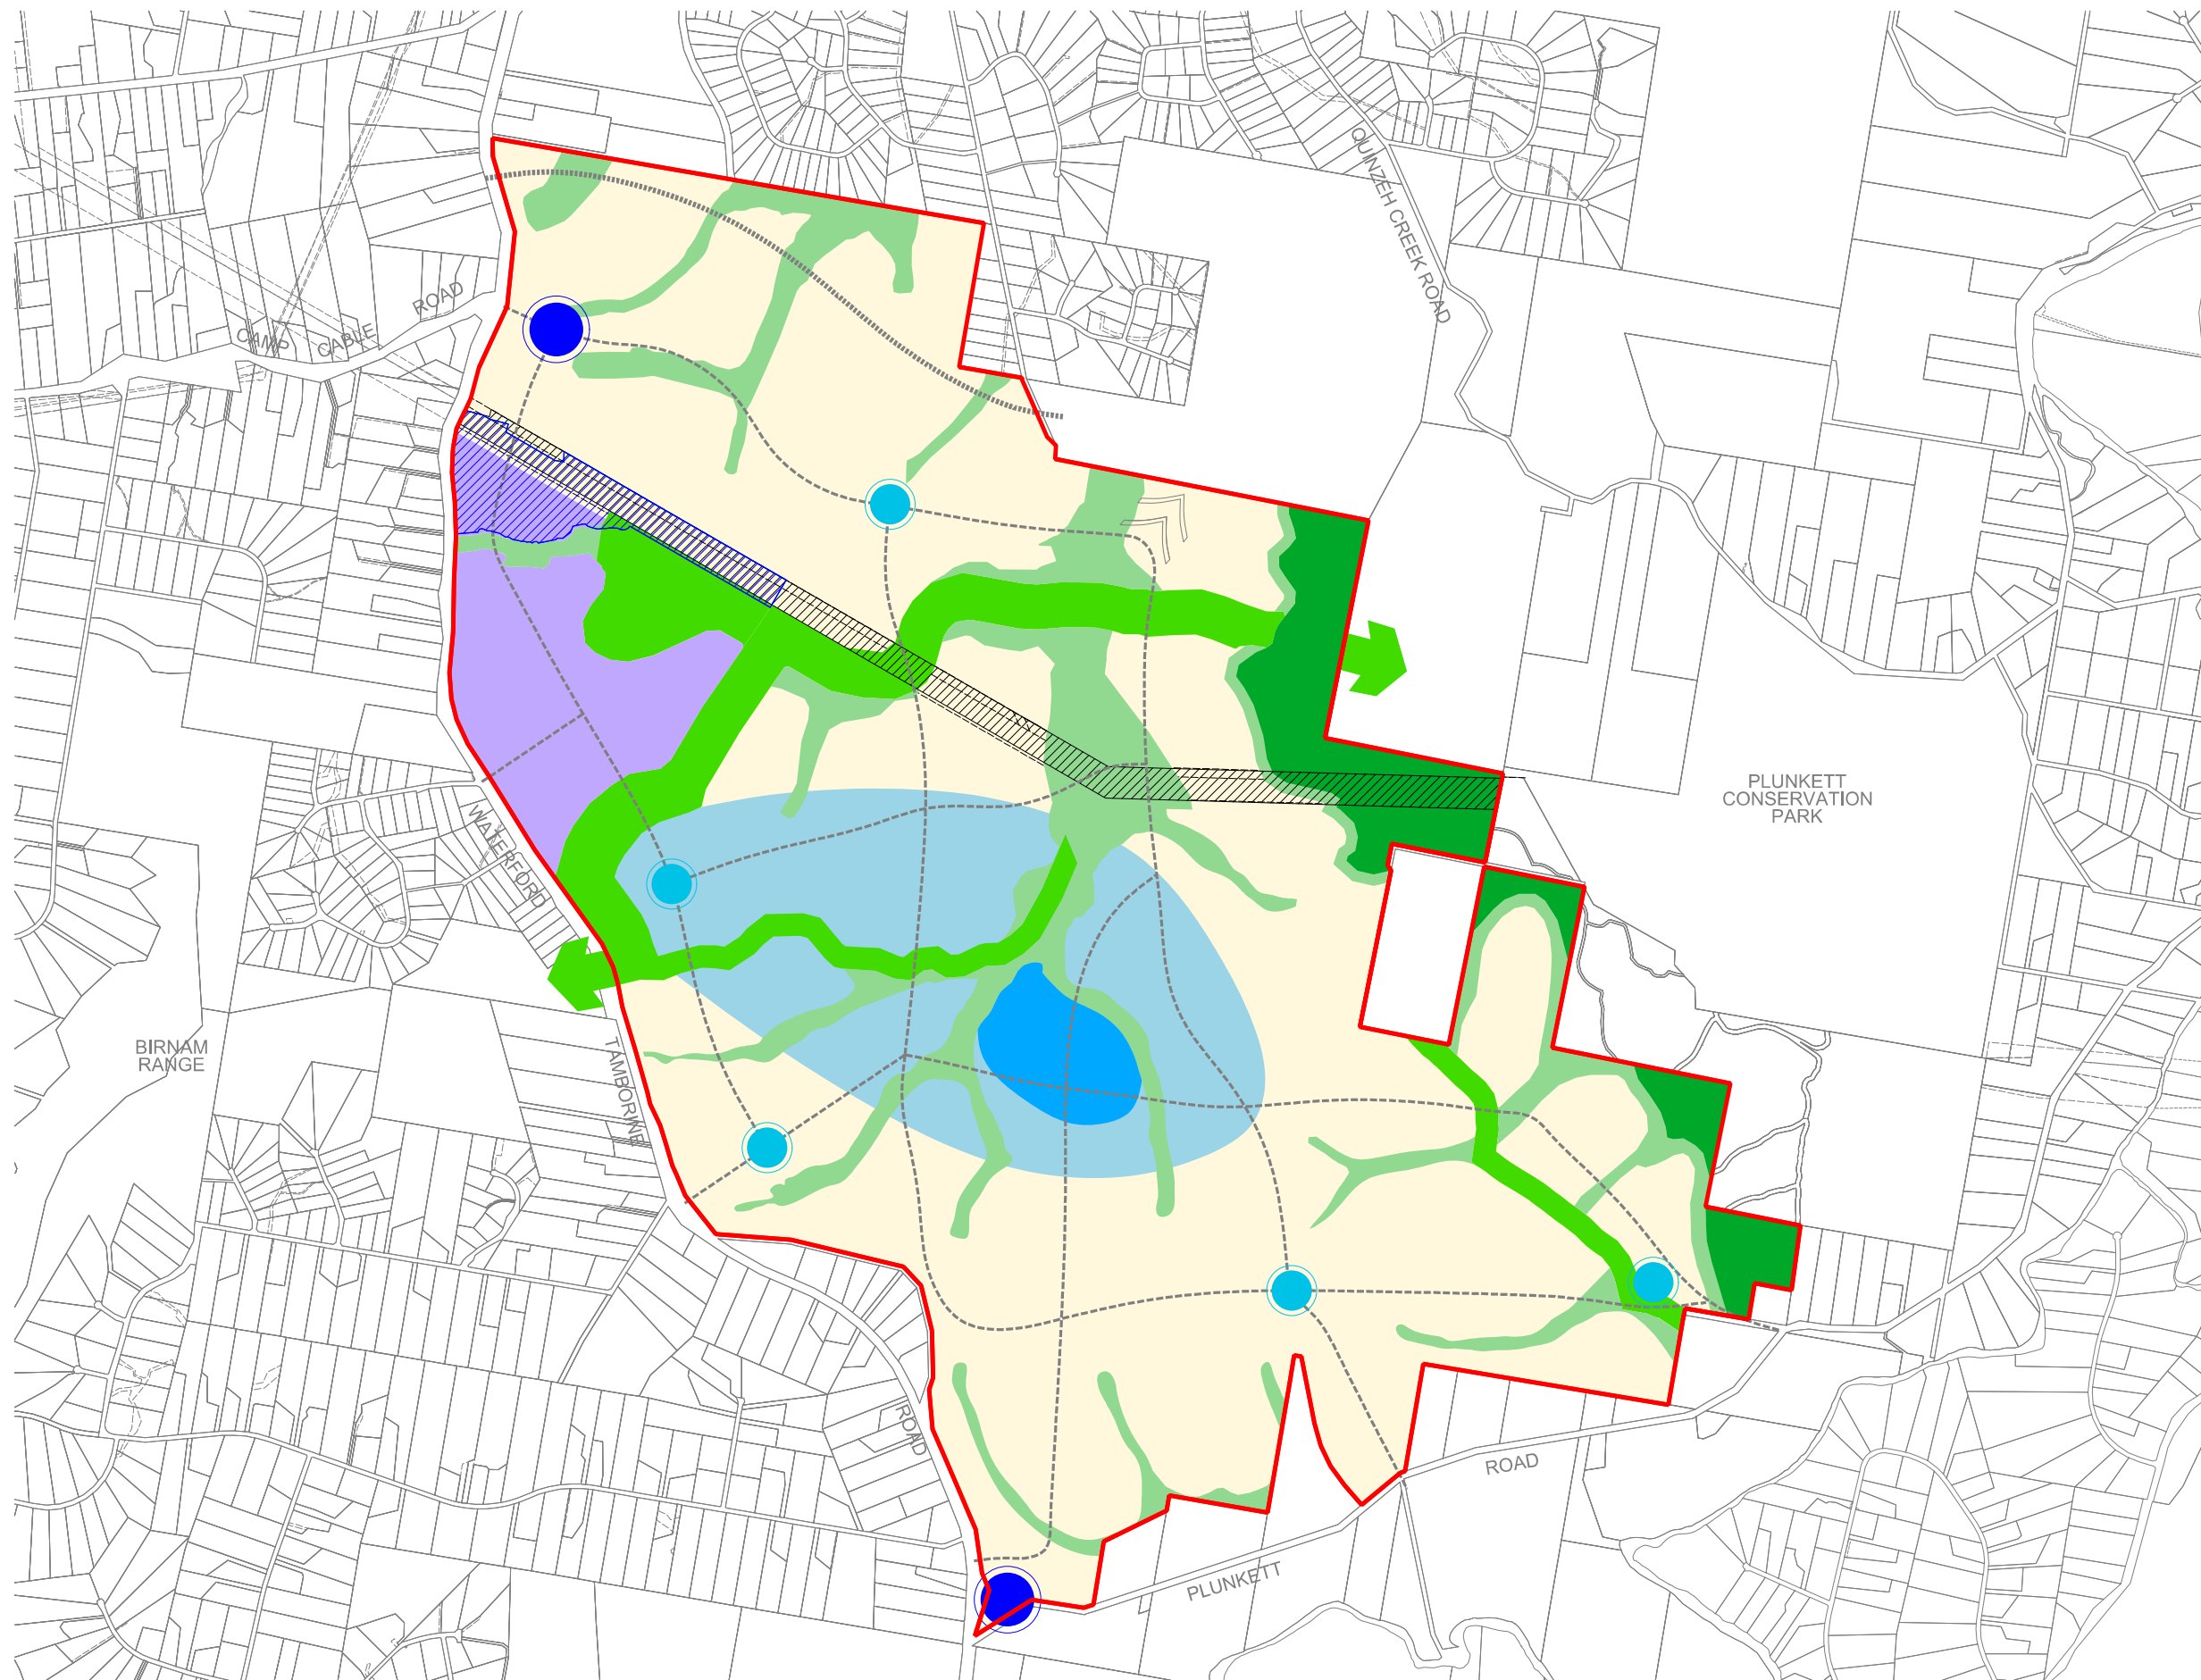 QUINZEH CREEK ROAD
CAMP CABLE ROAD
PLUNKETT
CONSERVATION
PARK
WATERFORD
BIRNAM
RANGE
TAMBORINE
ROAD
ROAD
PLUNKETT